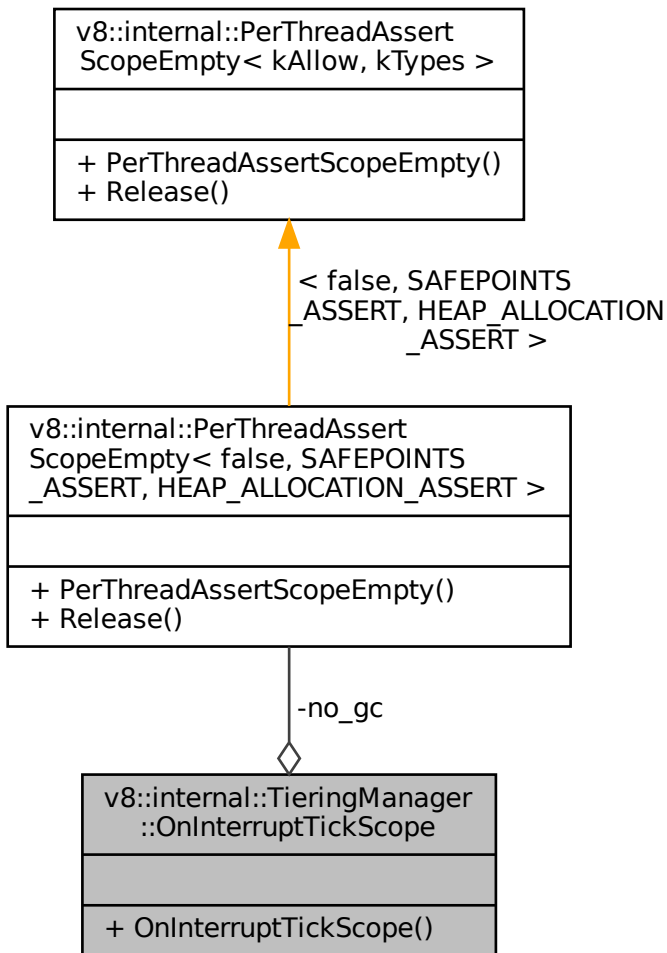 v8::internal::PerThreadAssert
ScopeEmpty< kAllow, kTypes >
+ PerThreadAssertScopeEmpty()
+ Release()
< false, SAFEPOINTS
_ASSERT, HEAP_ALLOCATION
_ASSERT >
v8::internal::PerThreadAssert
ScopeEmpty< false, SAFEPOINTS
_ASSERT, HEAP_ALLOCATION_ASSERT >
+ PerThreadAssertScopeEmpty()
+ Release()
-no_gc
v8::internal::TieringManager
::OnInterruptTickScope
+ OnInterruptTickScope()